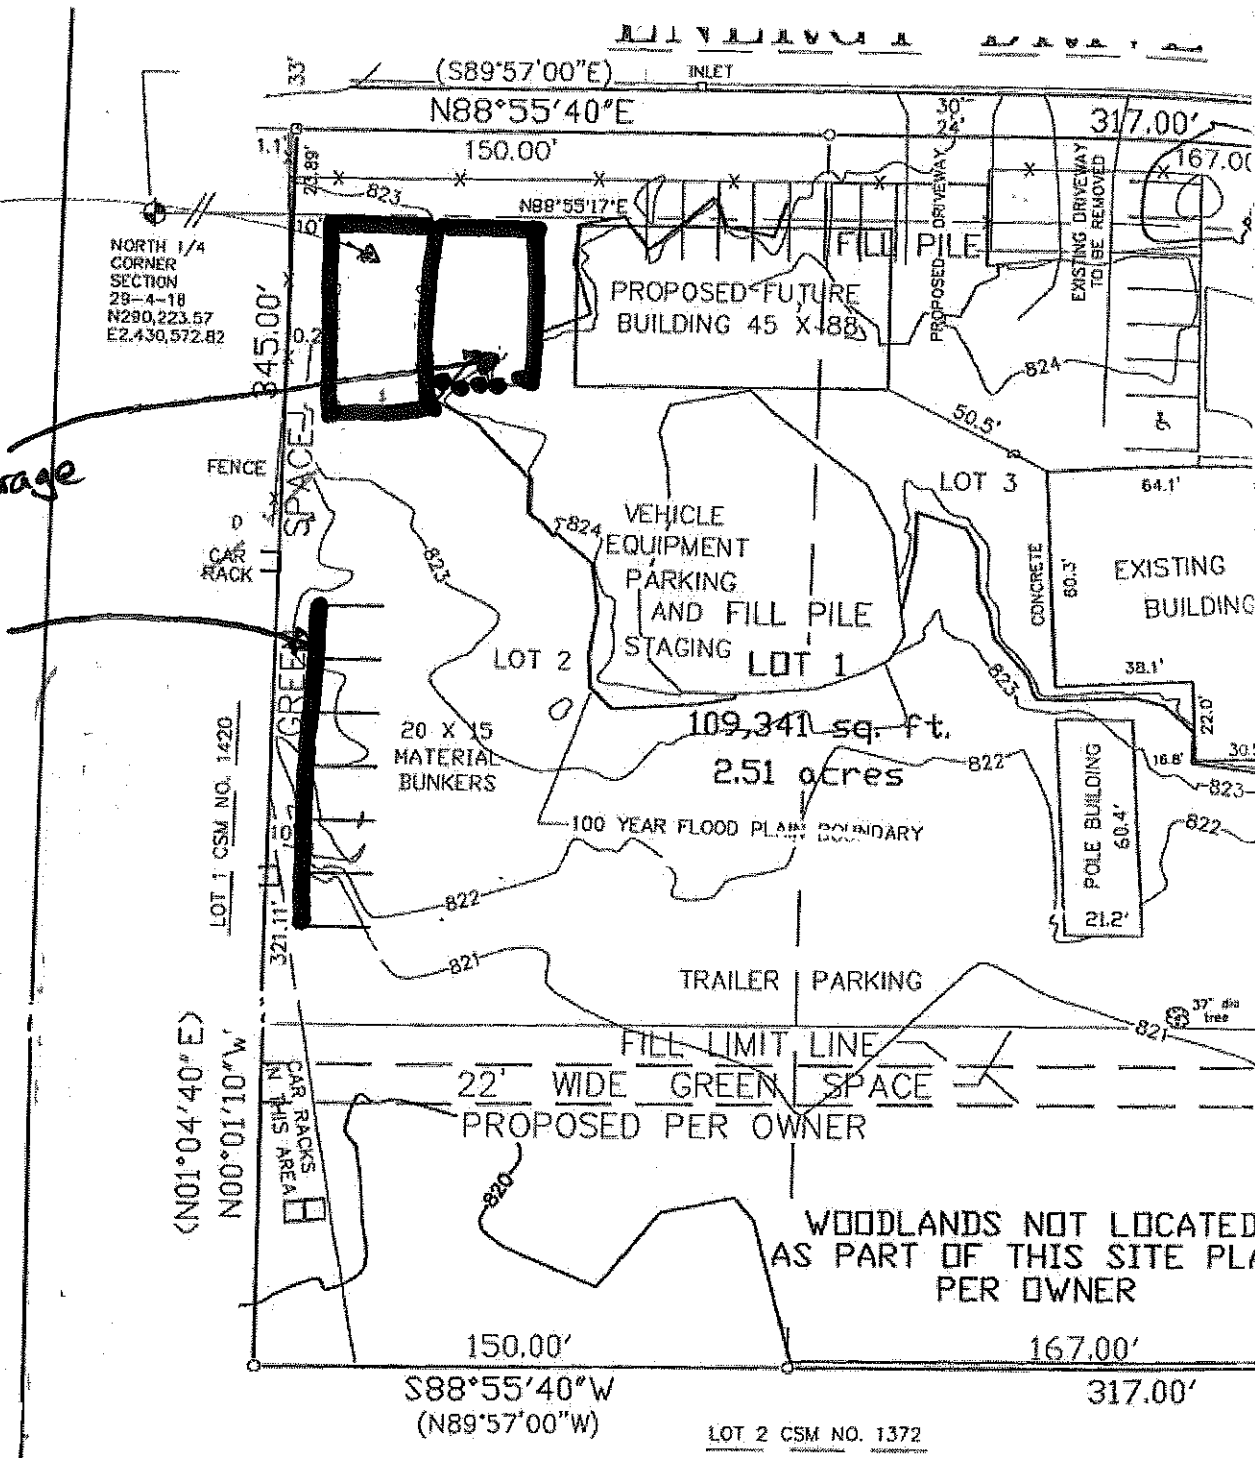 (S89°57'00"E)
INLET
33'
N88°55'40"E
30'
24'
317.00'
1.1'
23.89'
150.00'
167.00
823
N88°55'17"E
10'
FILL PILE
PROPOSED DRIVEWAY
EXISTING DRIVEWAY
TO BE REMOVED
NORTH 1/4
CORNER
SECTION
29-4-18
N290,223.57
E2,430,572.82
PROPOSED FUTURE
BUILDING 45 X 88
345.00'
0.2
824
50.5'
FENCE
SPACE
LOT 3
64.1'
824
VEHICLE
EQUIPMENT
PARKING
AND FILL PILE
STAGING
823
CAR
RACK
CONCRETE
60.3'
EXISTING
BUILDING
GREEN
LOT 2
LOT 1
823
38.1'
22.0'
LOT 1 CSM NO. 1420
20 X 15
MATERIAL
BUNKERS
109,341 sq. ft.
2.51 acres
822
16.8'
30.5
823
POLE BUILDING
60.4'
21.2'
822
100 YEAR FLOOD PLAIN BOUNDARY
10'
822
321.11'
821
TRAILER PARKING
37" dia
tree
821
FILL LIMIT LINE
22' WIDE GREEN SPACE
PROPOSED PER OWNER
(N01°04'40"E)
N00°01'10"W
CAR RACKS
IN THIS AREA
820
WOODLANDS NOT LOCATED
AS PART OF THIS SITE PLA
PER OWNER
150.00'
167.00'
S88°55'40"W
317.00'
(N89°57'00"W)
LOT 2 CSM NO. 1372